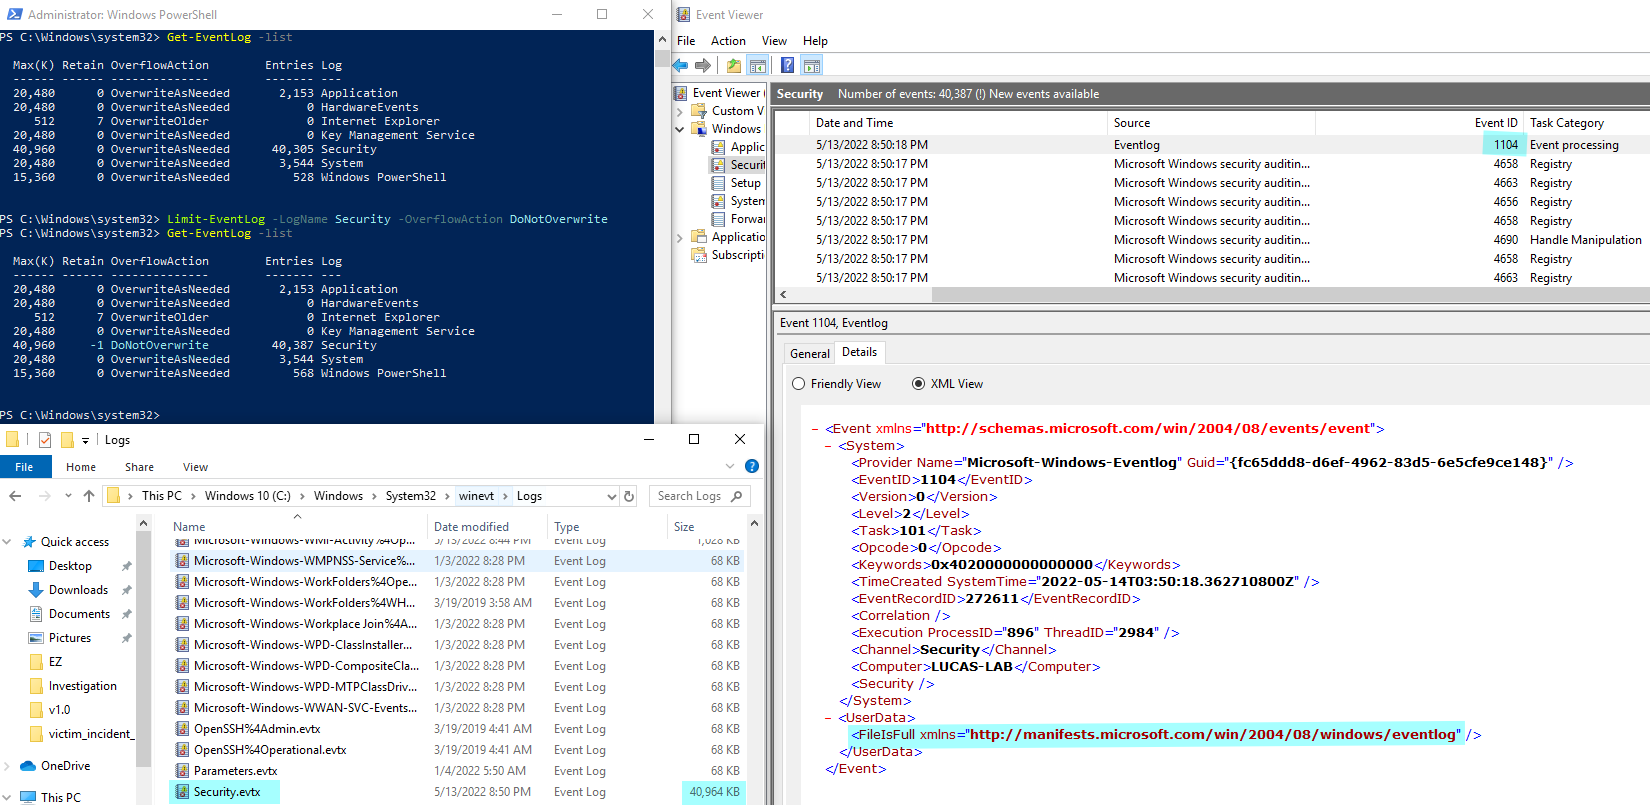 Administrator: Windows PowerShell
PS C:\Windows\system32> Get-EventLog -list
Max(K) Retain OverflowAction Entries Log
------ ------ -------------- ------- ---
20,480 0 OverwriteAsNeeded 2,153 Application
20,480 0 OverwriteAsNeeded 0 HardwareEvents
512 7 OverwriteOlder 0 Internet Explorer
20,480 0 OverwriteAsNeeded 0 Key Management Service
40,960 0 OverwriteAsNeeded 40,305 Security
20,480 0 OverwriteAsNeeded 3,544 System
15,360 0 OverwriteAsNeeded 528 Windows PowerShell
PS C:\Windows\system32> Limit-EventLog -LogName Security -OverflowAction DoNotOverwrite
PS C:\Windows\system32> Get-EventLog -list
Max(K) Retain OverflowAction Entries Log
------ ------ -------------- ------- ---
20,480 0 OverwriteAsNeeded 2,153 Application
20,480 0 OverwriteAsNeeded 0 HardwareEvents
512 7 OverwriteOlder 0 Internet Explorer
20,480 0 OverwriteAsNeeded 0 Key Management Service
40,960 -1 DoNotOverwrite 40,387 Security
20,480 0 OverwriteAsNeeded 3,544 System
15,360 0 OverwriteAsNeeded 568 Windows PowerShell
PS C:\Windows\system32>
Logs
File Home Share View
This PC > Windows 10 (C:) > Windows > System32 > winevt > Logs
Search Logs
Quick access
Desktop
Downloads
Documents
Pictures
EZ
Investigation
v1.0
victim_incident_
OneDrive
This PC
Name Date modified Type Size
Microsoft-Windows-WMI-Activity%4Op... 5/13/2022 8:44 PM Event Log 1,028 KB
Microsoft-Windows-WMPNSS-Service%... 1/3/2022 8:28 PM Event Log 68 KB
Microsoft-Windows-WorkFolders%4Ope... 1/3/2022 8:28 PM Event Log 68 KB
Microsoft-Windows-WorkFolders%4WH... 3/19/2019 3:58 AM Event Log 68 KB
Microsoft-Windows-Workplace Join%4A... 1/3/2022 8:28 PM Event Log 68 KB
Microsoft-Windows-WPD-ClassInstaller... 1/3/2022 8:28 PM Event Log 68 KB
Microsoft-Windows-WPD-CompositeCla... 1/3/2022 8:28 PM Event Log 68 KB
Microsoft-Windows-WPD-MTPClassDriv... 1/3/2022 8:28 PM Event Log 68 KB
Microsoft-Windows-WWAN-SVC-Events... 1/3/2022 8:28 PM Event Log 68 KB
OpenSSH%4Admin.evtx 3/19/2019 4:41 AM Event Log 68 KB
OpenSSH%4Operational.evtx 3/19/2019 4:41 AM Event Log 68 KB
Parameters.evtx 1/4/2022 5:50 AM Event Log 68 KB
Security.evtx 5/13/2022 8:50 PM Event Log 40,964 KB
Event Viewer
File Action View Help
Event Viewer (
Custom V
Windows
Applic
Securit
Setup
System
Forwar
Applicatio
Subscripti
Security Number of events: 40,387 (!) New events available
Date and Time Source Event ID Task Category
5/13/2022 8:50:18 PM Eventlog 1104 Event processing
5/13/2022 8:50:17 PM Microsoft Windows security auditin... 4658 Registry
5/13/2022 8:50:17 PM Microsoft Windows security auditin... 4663 Registry
5/13/2022 8:50:17 PM Microsoft Windows security auditin... 4656 Registry
5/13/2022 8:50:17 PM Microsoft Windows security auditin... 4658 Registry
5/13/2022 8:50:17 PM Microsoft Windows security auditin... 4690 Handle Manipulation
5/13/2022 8:50:17 PM Microsoft Windows security auditin... 4658 Registry
5/13/2022 8:50:17 PM Microsoft Windows security auditin... 4663 Registry
Event 1104, Eventlog
General Details
Friendly View XML View
- <Event xmlns="http://schemas.microsoft.com/win/2004/08/events/event">
- <System>
<Provider Name="Microsoft-Windows-Eventlog" Guid="{fc65ddd8-d6ef-4962-83d5-6e5cfe9ce148}" />
<EventID>1104</EventID>
<Version>0</Version>
<Level>2</Level>
<Task>101</Task>
<Opcode>0</Opcode>
<Keywords>0x4020000000000000</Keywords>
<TimeCreated SystemTime="2022-05-14T03:50:18.362710800Z" />
<EventRecordID>272611</EventRecordID>
<Correlation />
<Execution ProcessID="896" ThreadID="2984" />
<Channel>Security</Channel>
<Computer>LUCAS-LAB</Computer>
<Security />
</System>
- <UserData>
<FileIsFull xmlns="http://manifests.microsoft.com/win/2004/08/windows/eventlog" />
</UserData>
</Event>